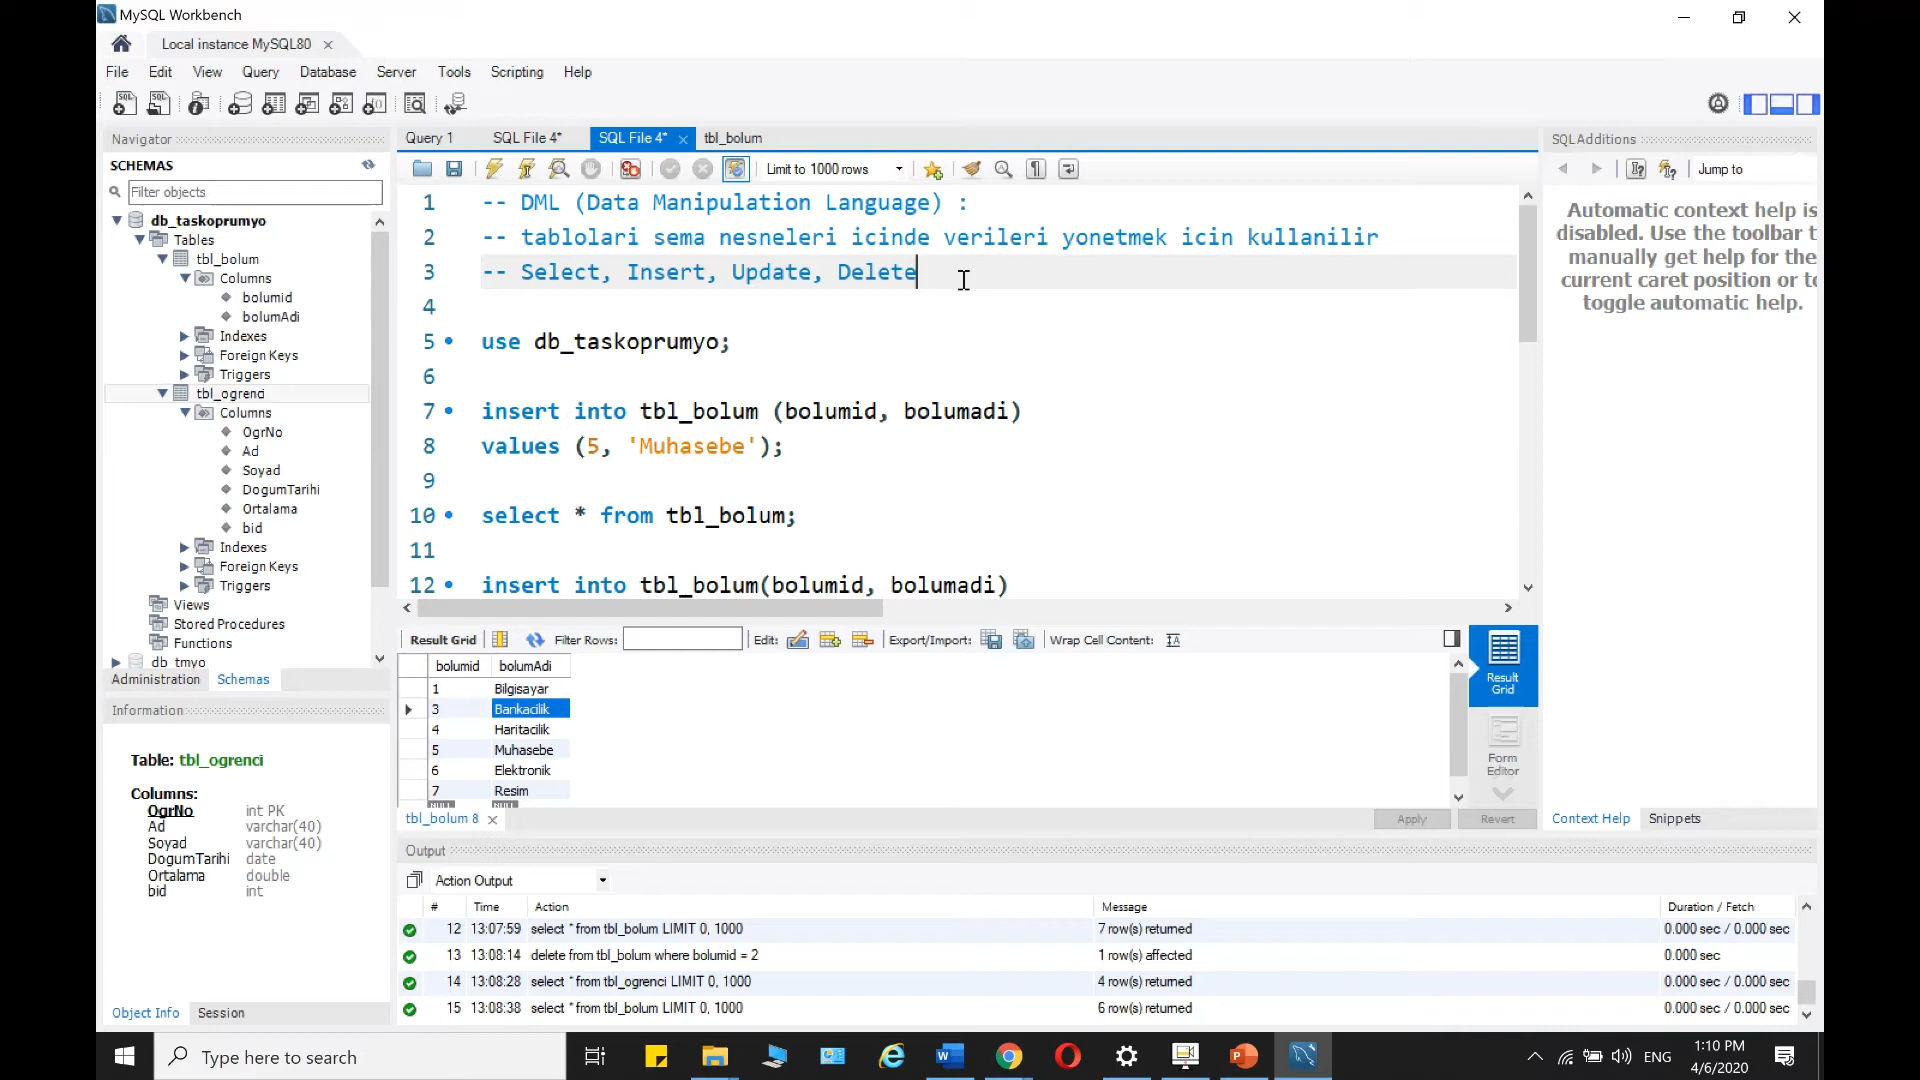 MySQL Workbench
Local instance MySQL80
File Edit View Query Database Server Tools Scripting Help
Navigator
SCHEMAS
Filter objects
db_taskoprumyo
Tables
tbl_bolum
Columns
bolumid
bolumAdi
Indexes
Foreign Keys
Triggers
tbl_ogrenci
Columns
OgrNo
Ad
Soyad
DogumTarihi
Ortalama
bid
Indexes
Foreign Keys
Triggers
Views
Stored Procedures
Functions
db_tmyo
Administration Schemas
Information
Table: tbl_ogrenci
Columns:
OgrNo int PK
Ad varchar(40)
Soyad varchar(40)
DogumTarihi date
Ortalama double
bid int
Object Info Session
Query 1 SQL File 4* SQL File 4* tbl_bolum
Limit to 1000 rows
1 -- DML (Data Manipulation Language) :
2 -- tablolari sema nesneleri icinde verileri yonetmek icin kullanilir
3 -- Select, Insert, Update, Delete
4
5 use db_taskoprumyo;
6
7 insert into tbl_bolum (bolumid, bolumadi)
8 values (5, 'Muhasebe');
9
10 select * from tbl_bolum;
11
12 insert into tbl_bolum(bolumid, bolumadi)
Result Grid Filter Rows: Edit: Export/Import: Wrap Cell Content:
bolumid bolumAdi
1 Bilgisayar
3 Bankacilik
4 Haritacilik
5 Muhasebe
6 Elektronik
7 Resim
NULL NULL
Result Grid
Form Editor
tbl_bolum 8
Apply Revert
SQLAdditions
Jump to
Automatic context help is
disabled. Use the toolbar t
manually get help for the
current caret position or to
toggle automatic help.
Context Help Snippets
Output
Action Output
# Time Action Message Duration / Fetch
12 13:07:59 select * from tbl_bolum LIMIT 0, 1000 7 row(s) returned 0.000 sec / 0.000 sec
13 13:08:14 delete from tbl_bolum where bolumid = 2 1 row(s) affected 0.000 sec
14 13:08:28 select * from tbl_ogrenci LIMIT 0, 1000 4 row(s) returned 0.000 sec / 0.000 sec
15 13:08:38 select * from tbl_bolum LIMIT 0, 1000 6 row(s) returned 0.000 sec / 0.000 sec
Type here to search
ENG
1:10 PM
4/6/2020